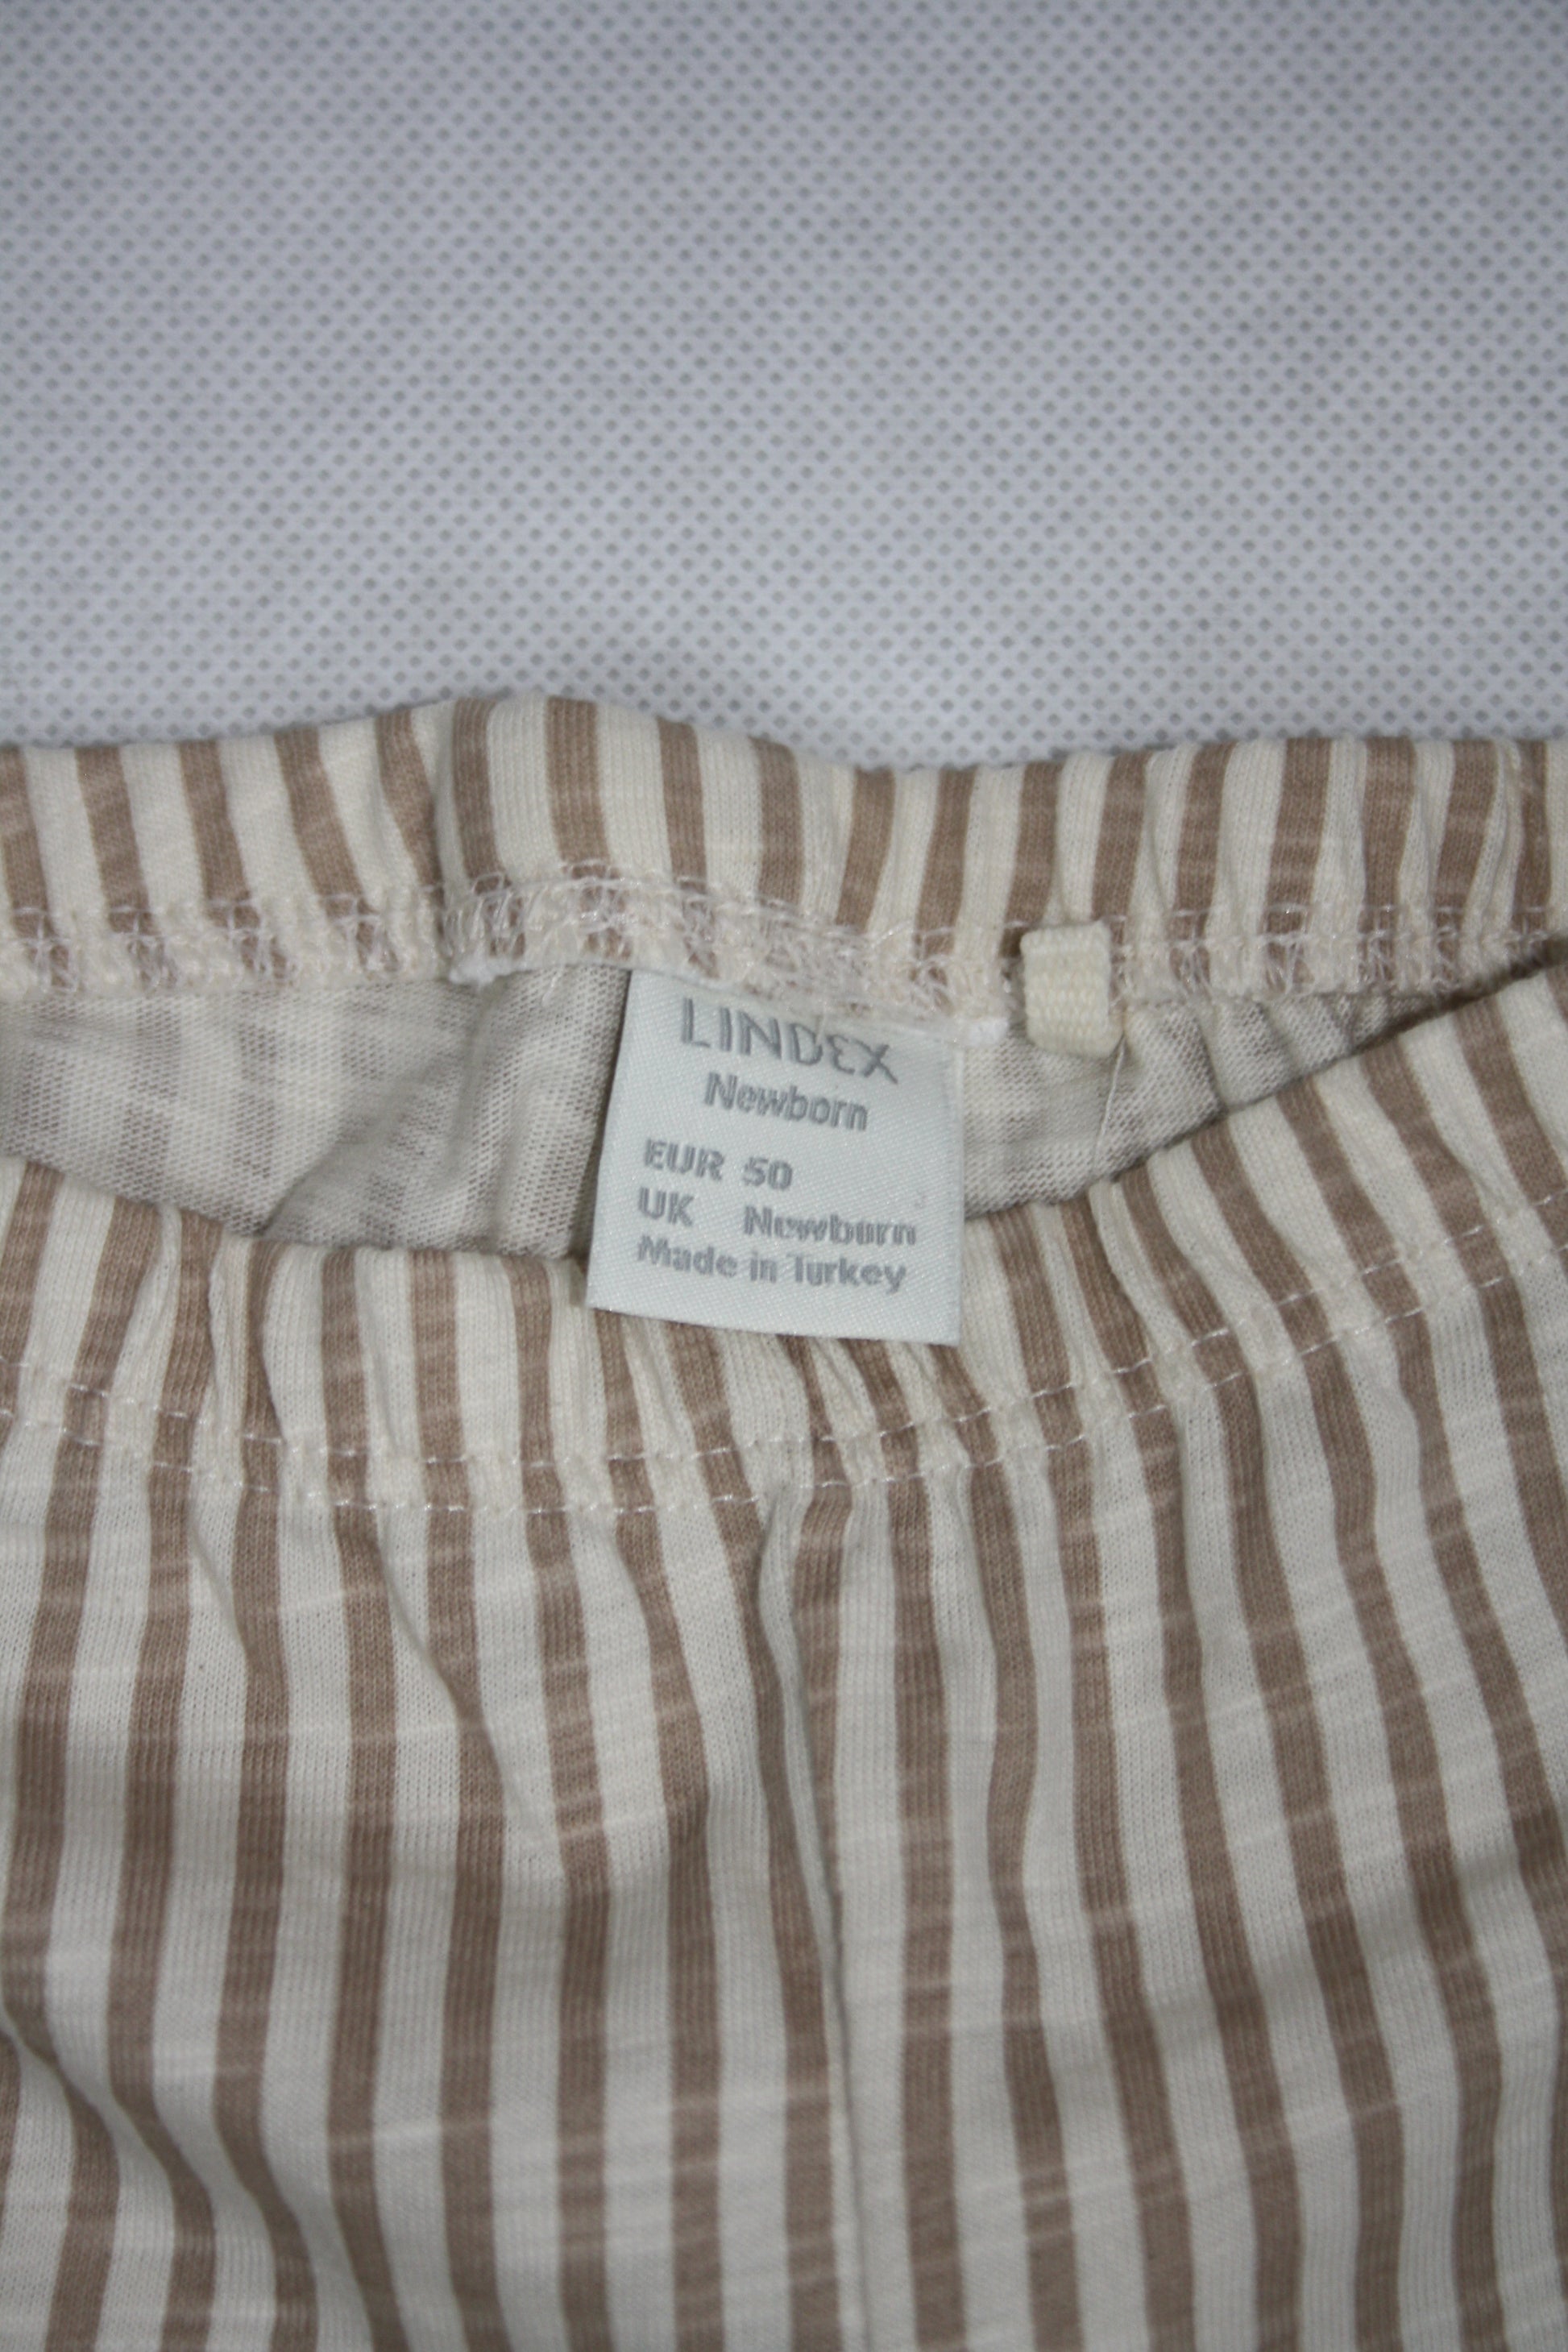 LINDEX
Newborn
EUR 50
UK Newborn
Made in Turkey